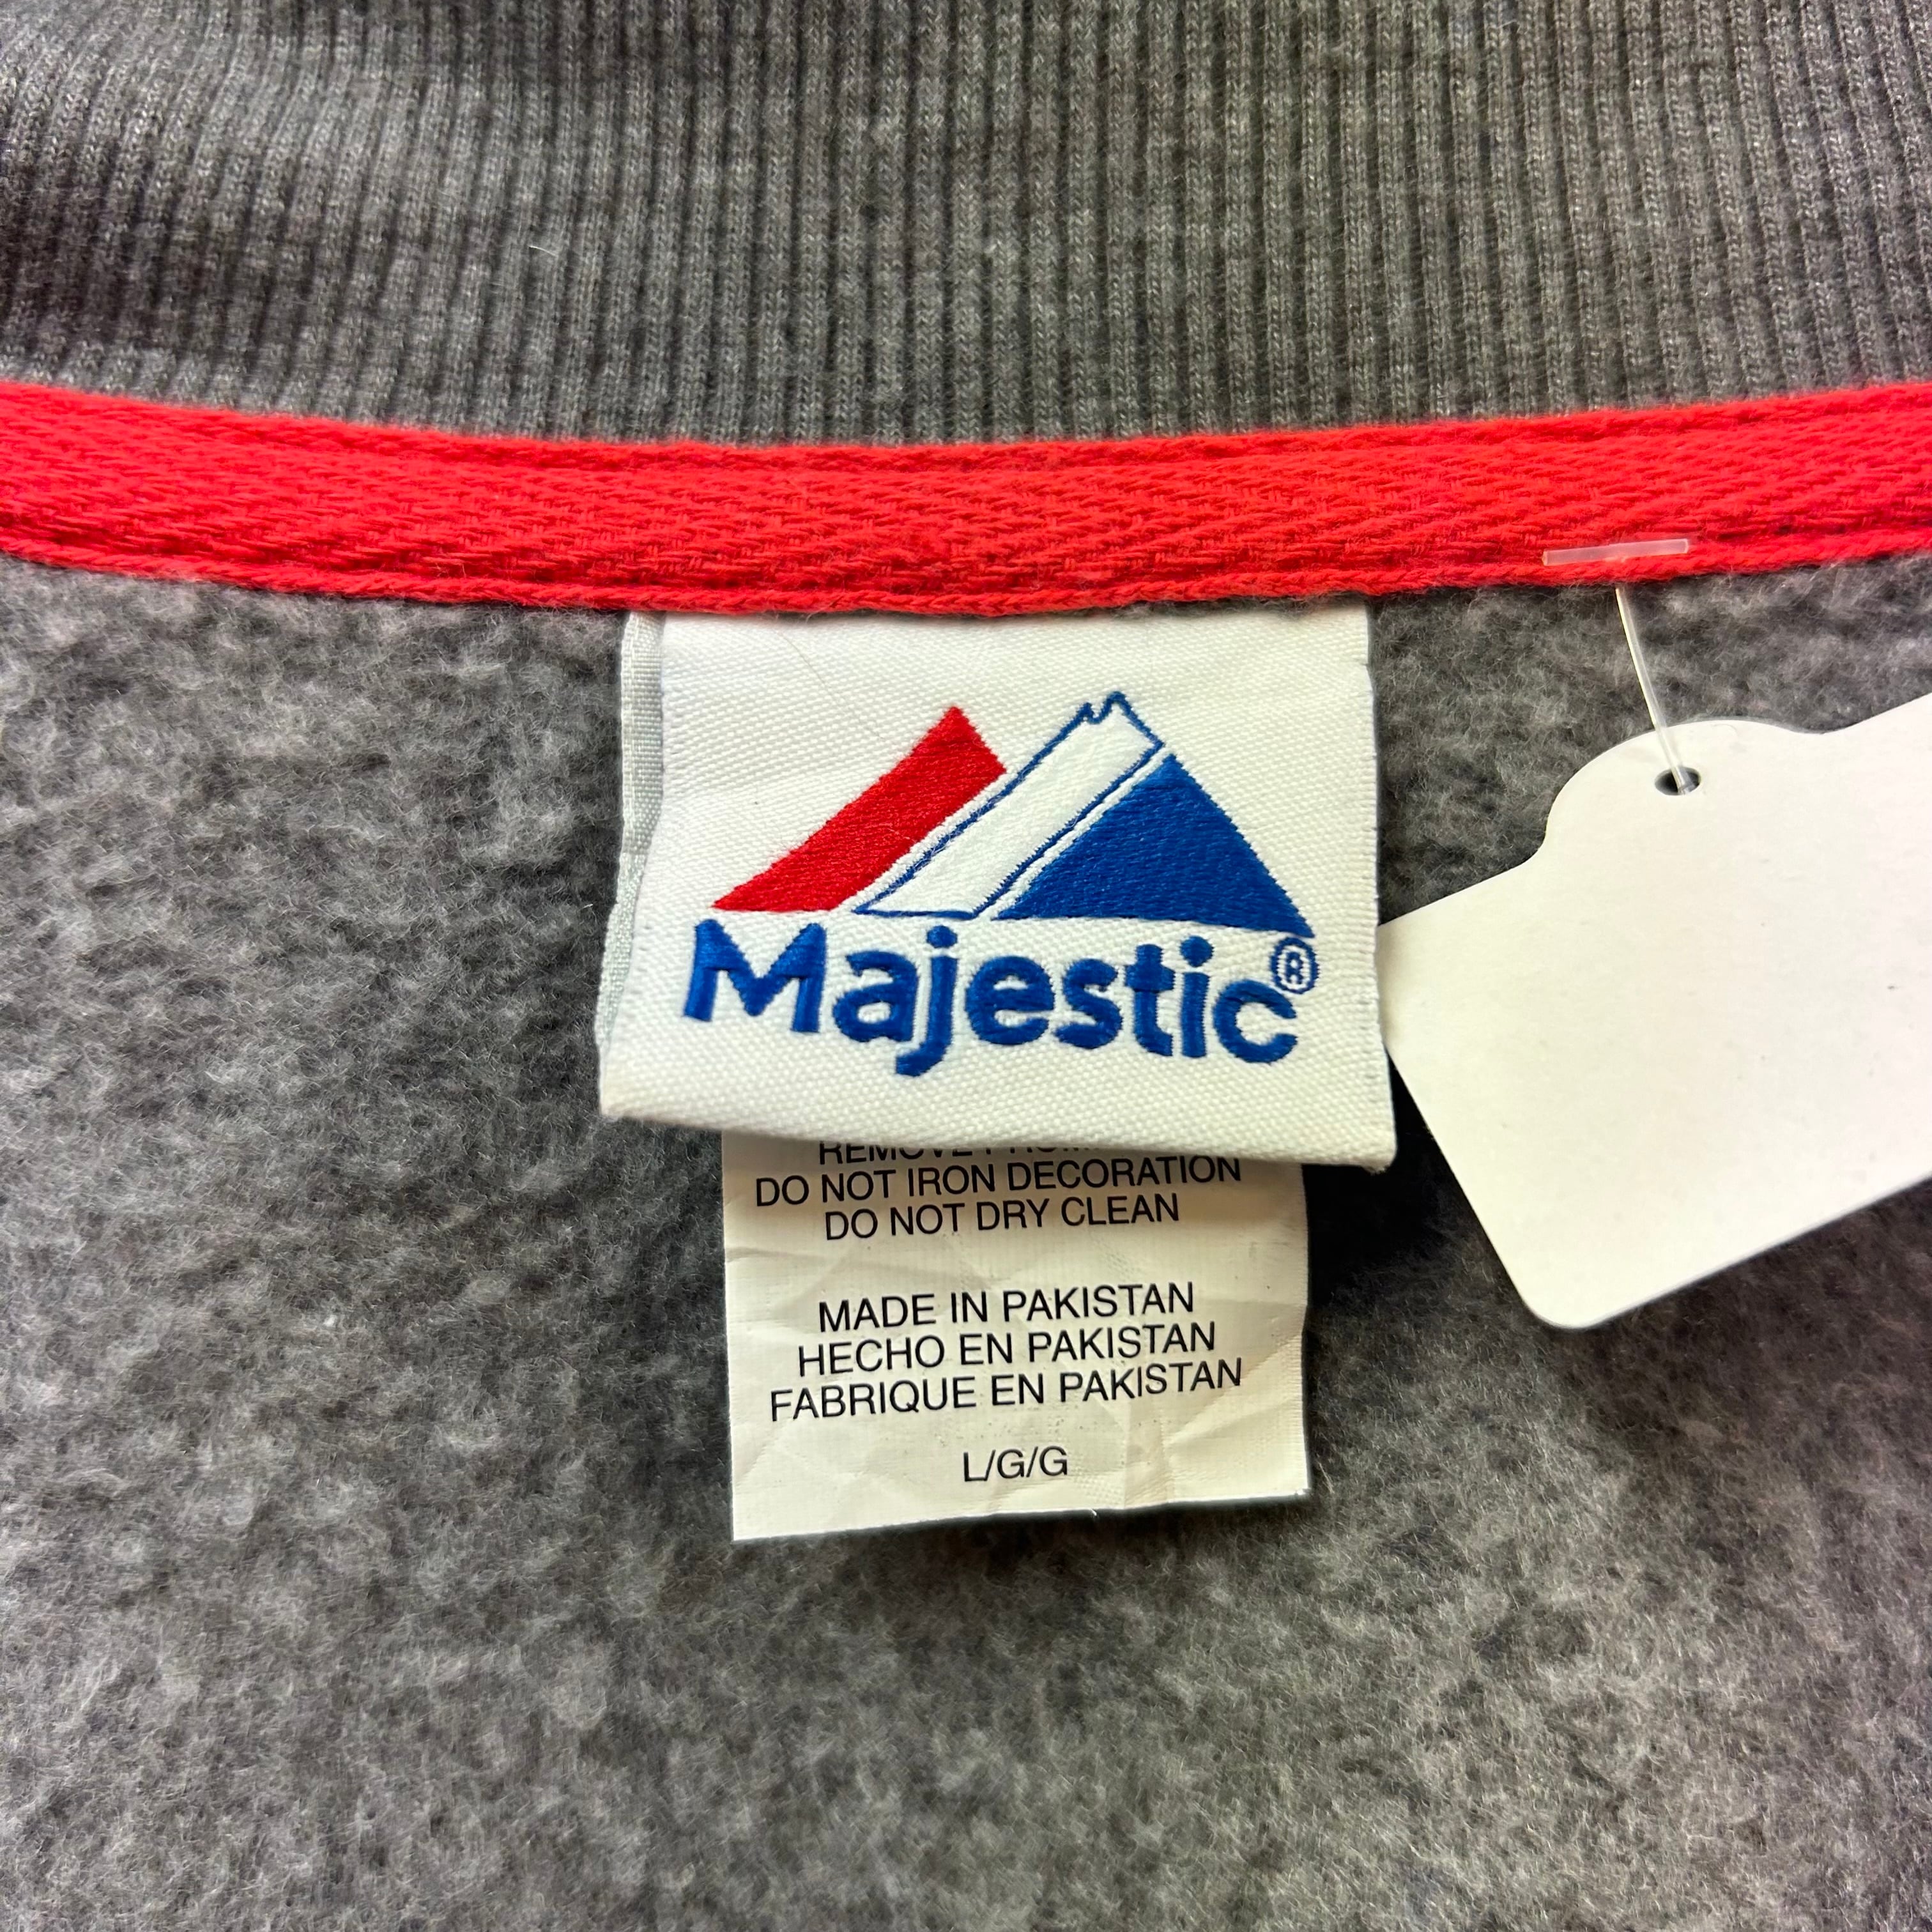 Majestic®
DO NOT IRON DECORATION
DO NOT DRY CLEAN
MADE IN PAKISTAN
HECHO EN PAKISTAN
FABRIQUE EN PAKISTAN
L/G/G